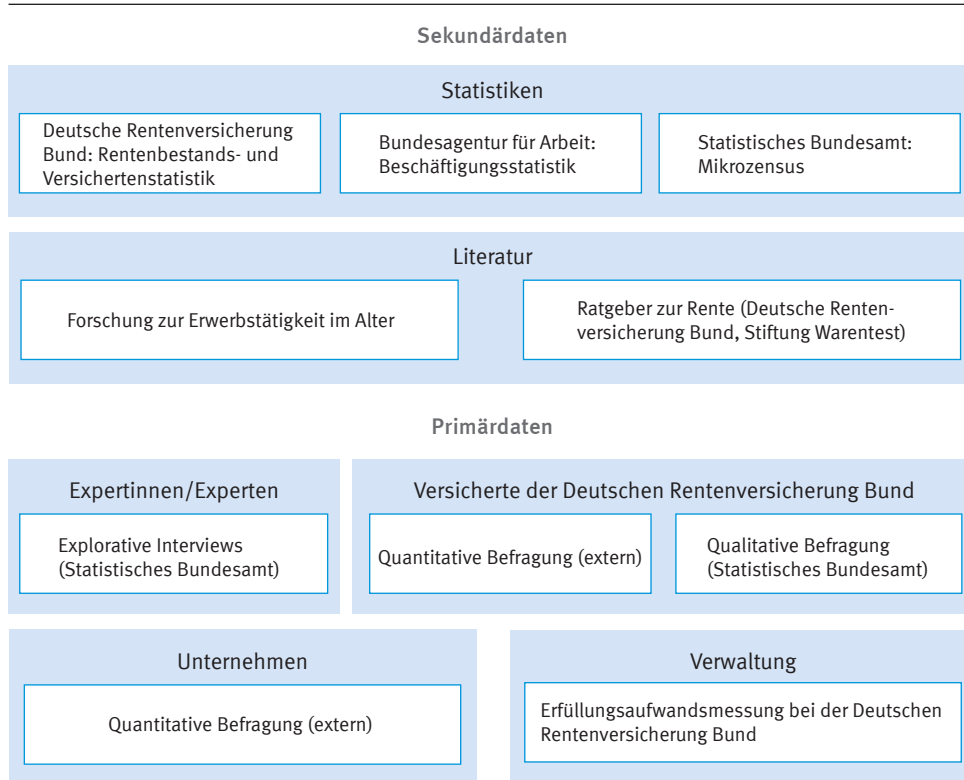 Sekundärdaten
Statistiken
Deutsche Rentenversicherung
Bund: Rentenbestands- und
Versichertenstatistik
Bundesagentur für Arbeit:
Beschäftigungsstatistik
Statistisches Bundesamt:
Mikrozensus
Literatur
Forschung zur Erwerbstätigkeit im Alter
Ratgeber zur Rente (Deutsche Renten-
versicherung Bund, Stiftung Warentest)
Primärdaten
Expertinnen/Experten
Explorative Interviews
(Statistisches Bundesamt)
Versicherte der Deutschen Rentenversicherung Bund
Quantitative Befragung (extern)
Qualitative Befragung
(Statistisches Bundesamt)
Unternehmen
Quantitative Befragung (extern)
Verwaltung
Erfüllungsaufwandsmessung bei der Deutschen
Rentenversicherung Bund